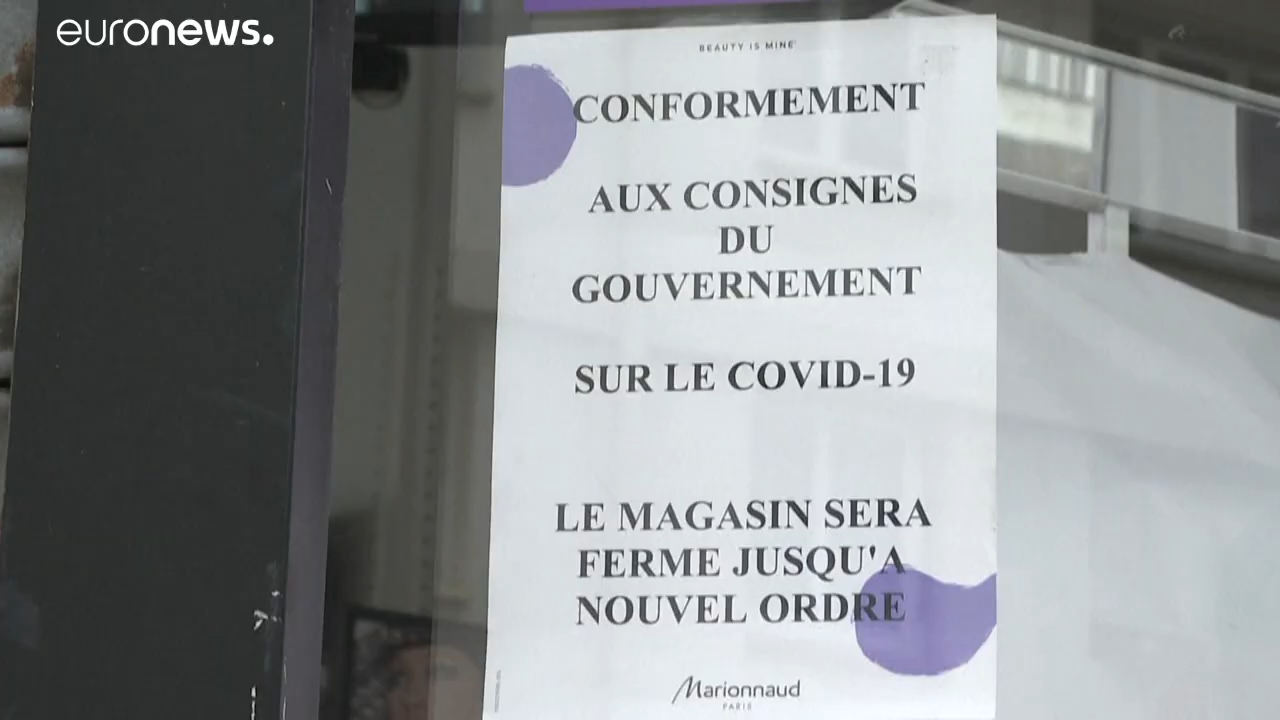 euronews.
BEAUTY IS MINE
CONFORMEMENT
AUX CONSIGNES
DU
GOUVERNEMENT
SUR LE COVID-19
LE MAGASIN SERA
FERME JUSQU'A
NOUVEL ORDRE
Marionnaud
PARIS